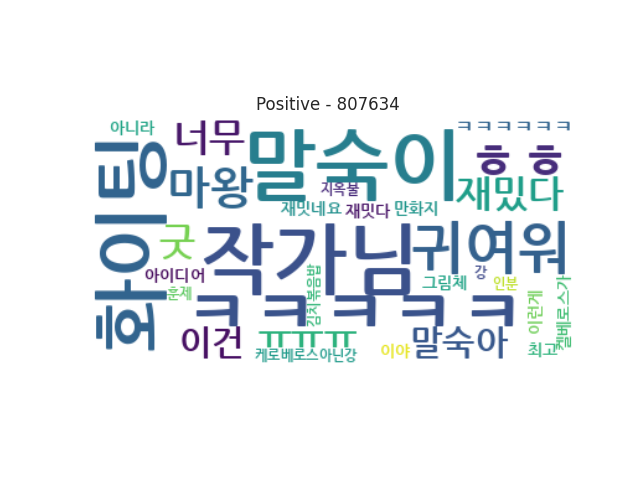 Positive - 807634
아니라
너무
말숙이
ㅋㅋㅋㅋㅋㅋ
ㅎㅎ
화이팅
마왕
지옥불
재밌다
재밋네요
재밋다
만화지
굿
작가님
귀여워
아이디어
훈제
김치볶음밥
그림체
강
인분
ㅋㅋㅋㅋㅋ
이런게
켈베로스가
이건
ㅠㅠㅠ
말숙아
케로베로스아닌강
이야
최고